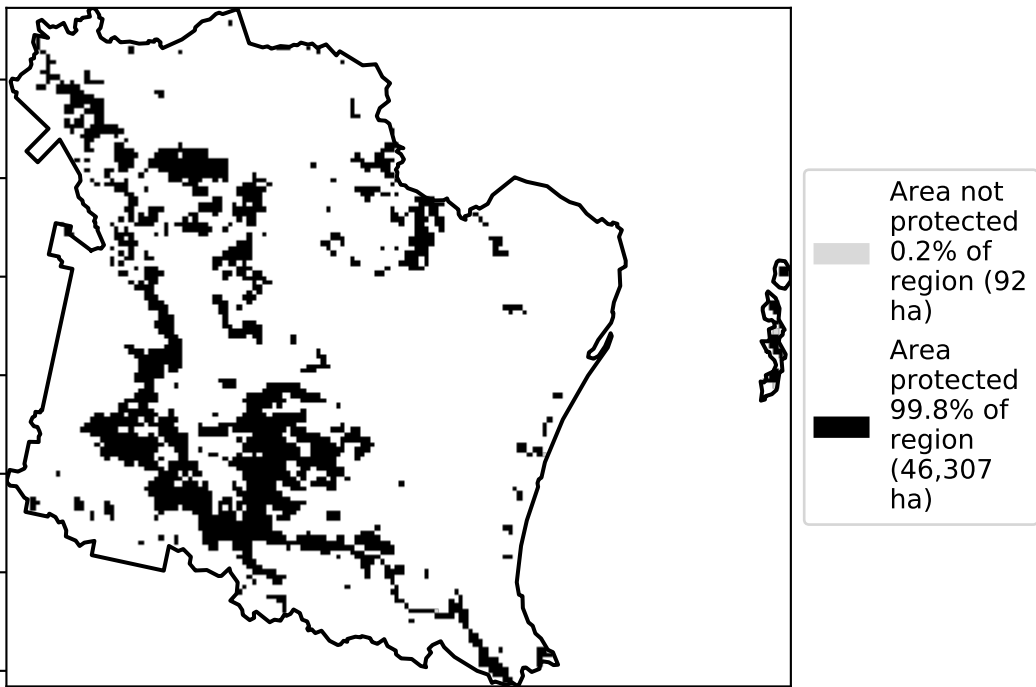 Area not
protected
0.2% of
region (92
ha)
Area
protected
99.8% of
region
(46,307
ha)